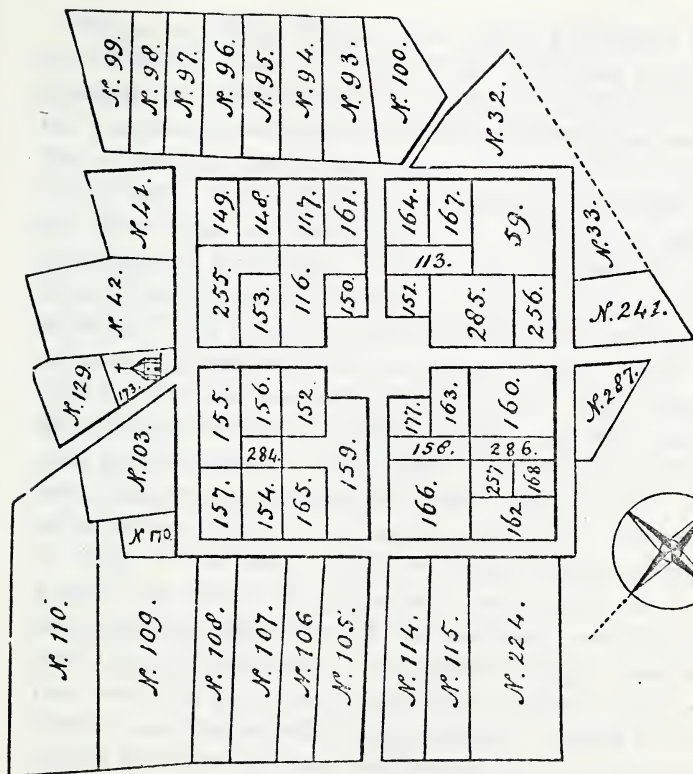 N. 99.
N. 98.
N. 97.
N. 96.
N. 95.
N. 94.
N. 93.
N. 100.
N. 32.
N. 33.
N. 41.
149.
148.
147.
161.
164.
167.
59.
N. 42.
255.
153.
116.
150.
113.
151.
285.
256.
N. 241.
N. 129.
173.
155.
156.
152.
177.
163.
160.
N. 287.
N. 103.
284.
159.
158.
286.
157.
154.
165.
166.
257
168
162
N 170.
N. 110.
N. 109.
N. 108.
N. 107.
N. 106
N. 105.
N. 114.
N. 115.
N. 224.